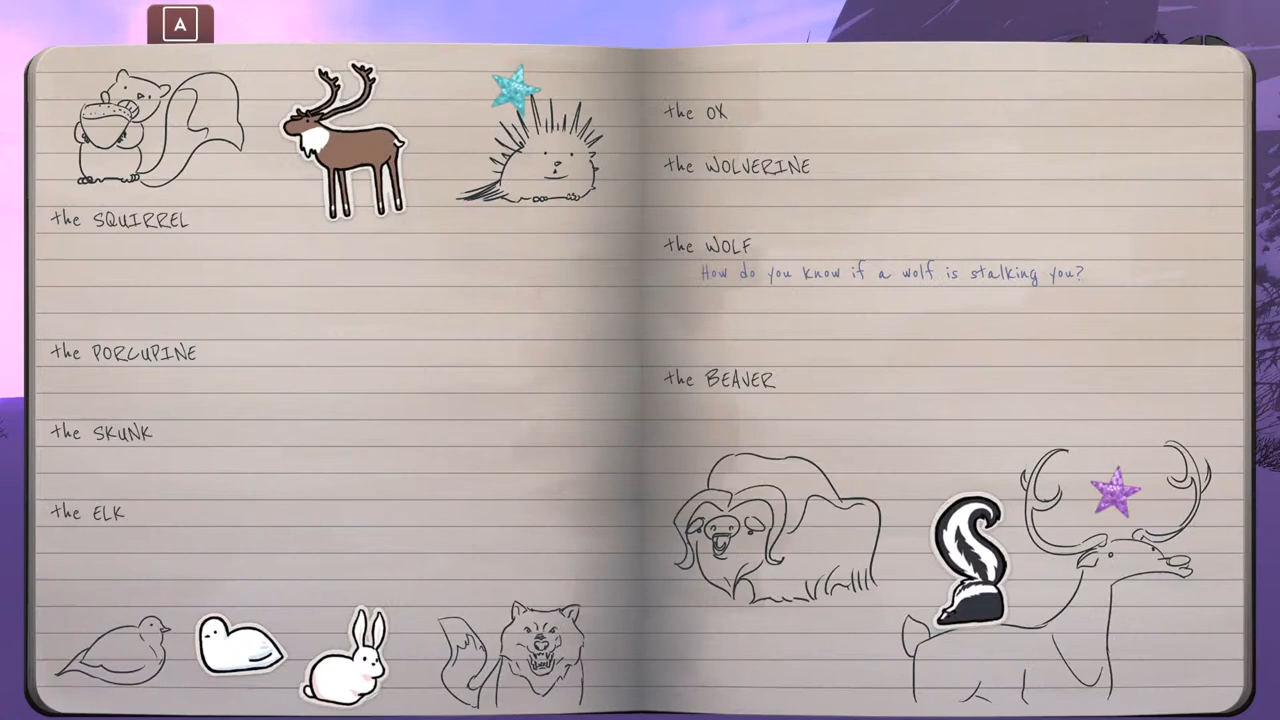 A
the SQUIRREL
the PORCUPINE
the SKUNK
the ELK
the OX
the WOLVERINE
the WOLF
How do you know if a wolf is stalking you?
the BEAVER